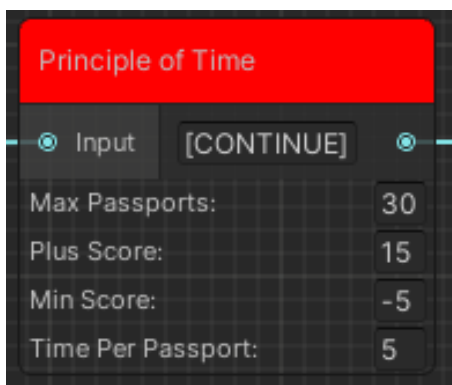 Principle of Time
Input [CONTINUE]
Max Passports: 30
Plus Score: 15
Min Score: -5
Time Per Passport: 5